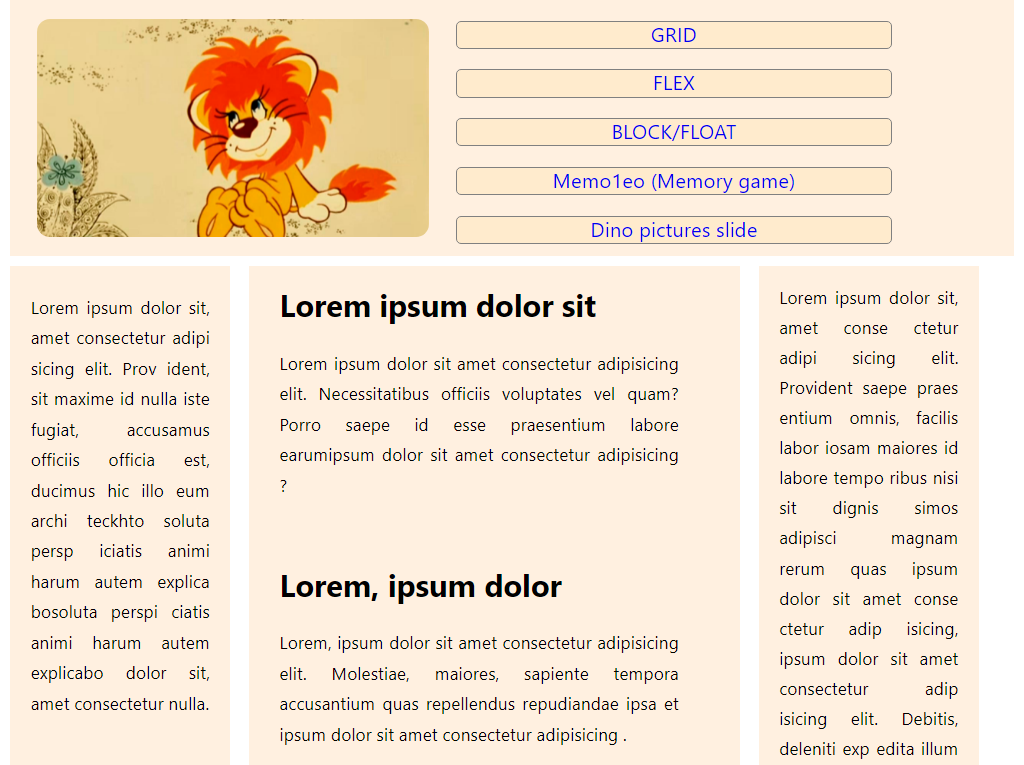 GRID
FLEX
BLOCK/FLOAT
Memo1eo (Memory game)
Dino pictures slide
Lorem ipsum dolor sit,
amet consectetur adipi
sicing elit. Prov ident,
sit maxime id nulla iste
fugiat, accusamus
officiis officia est,
ducimus hic illo eum
archi teckhto soluta
persp iciatis animi
harum autem explica
bosoluta perspi ciatis
animi harum autem
explicabo dolor sit,
amet consectetur nulla.
Lorem ipsum dolor sit
Lorem ipsum dolor sit amet consectetur adipisicing
elit. Necessitatibus officiis voluptates vel quam?
Porro saepe id esse praesentium labore
earumipsum dolor sit amet consectetur adipisicing
?
Lorem, ipsum dolor
Lorem, ipsum dolor sit amet consectetur adipisicing
elit. Molestiae, maiores, sapiente tempora
accusantium quas repellendus repudiandae ipsa et
ipsum dolor sit amet consectetur adipisicing .
Lorem ipsum dolor sit,
amet conse ctetur
adipi sicing elit.
Provident saepe praes
entium omnis, facilis
labor iosam maiores id
labore tempo ribus nisi
sit dignis simos
adipisci magnam
rerum quas ipsum
dolor sit amet conse
ctetur adip isicing,
ipsum dolor sit amet
consectetur adip
isicing elit. Debitis,
deleniti exp edita illum